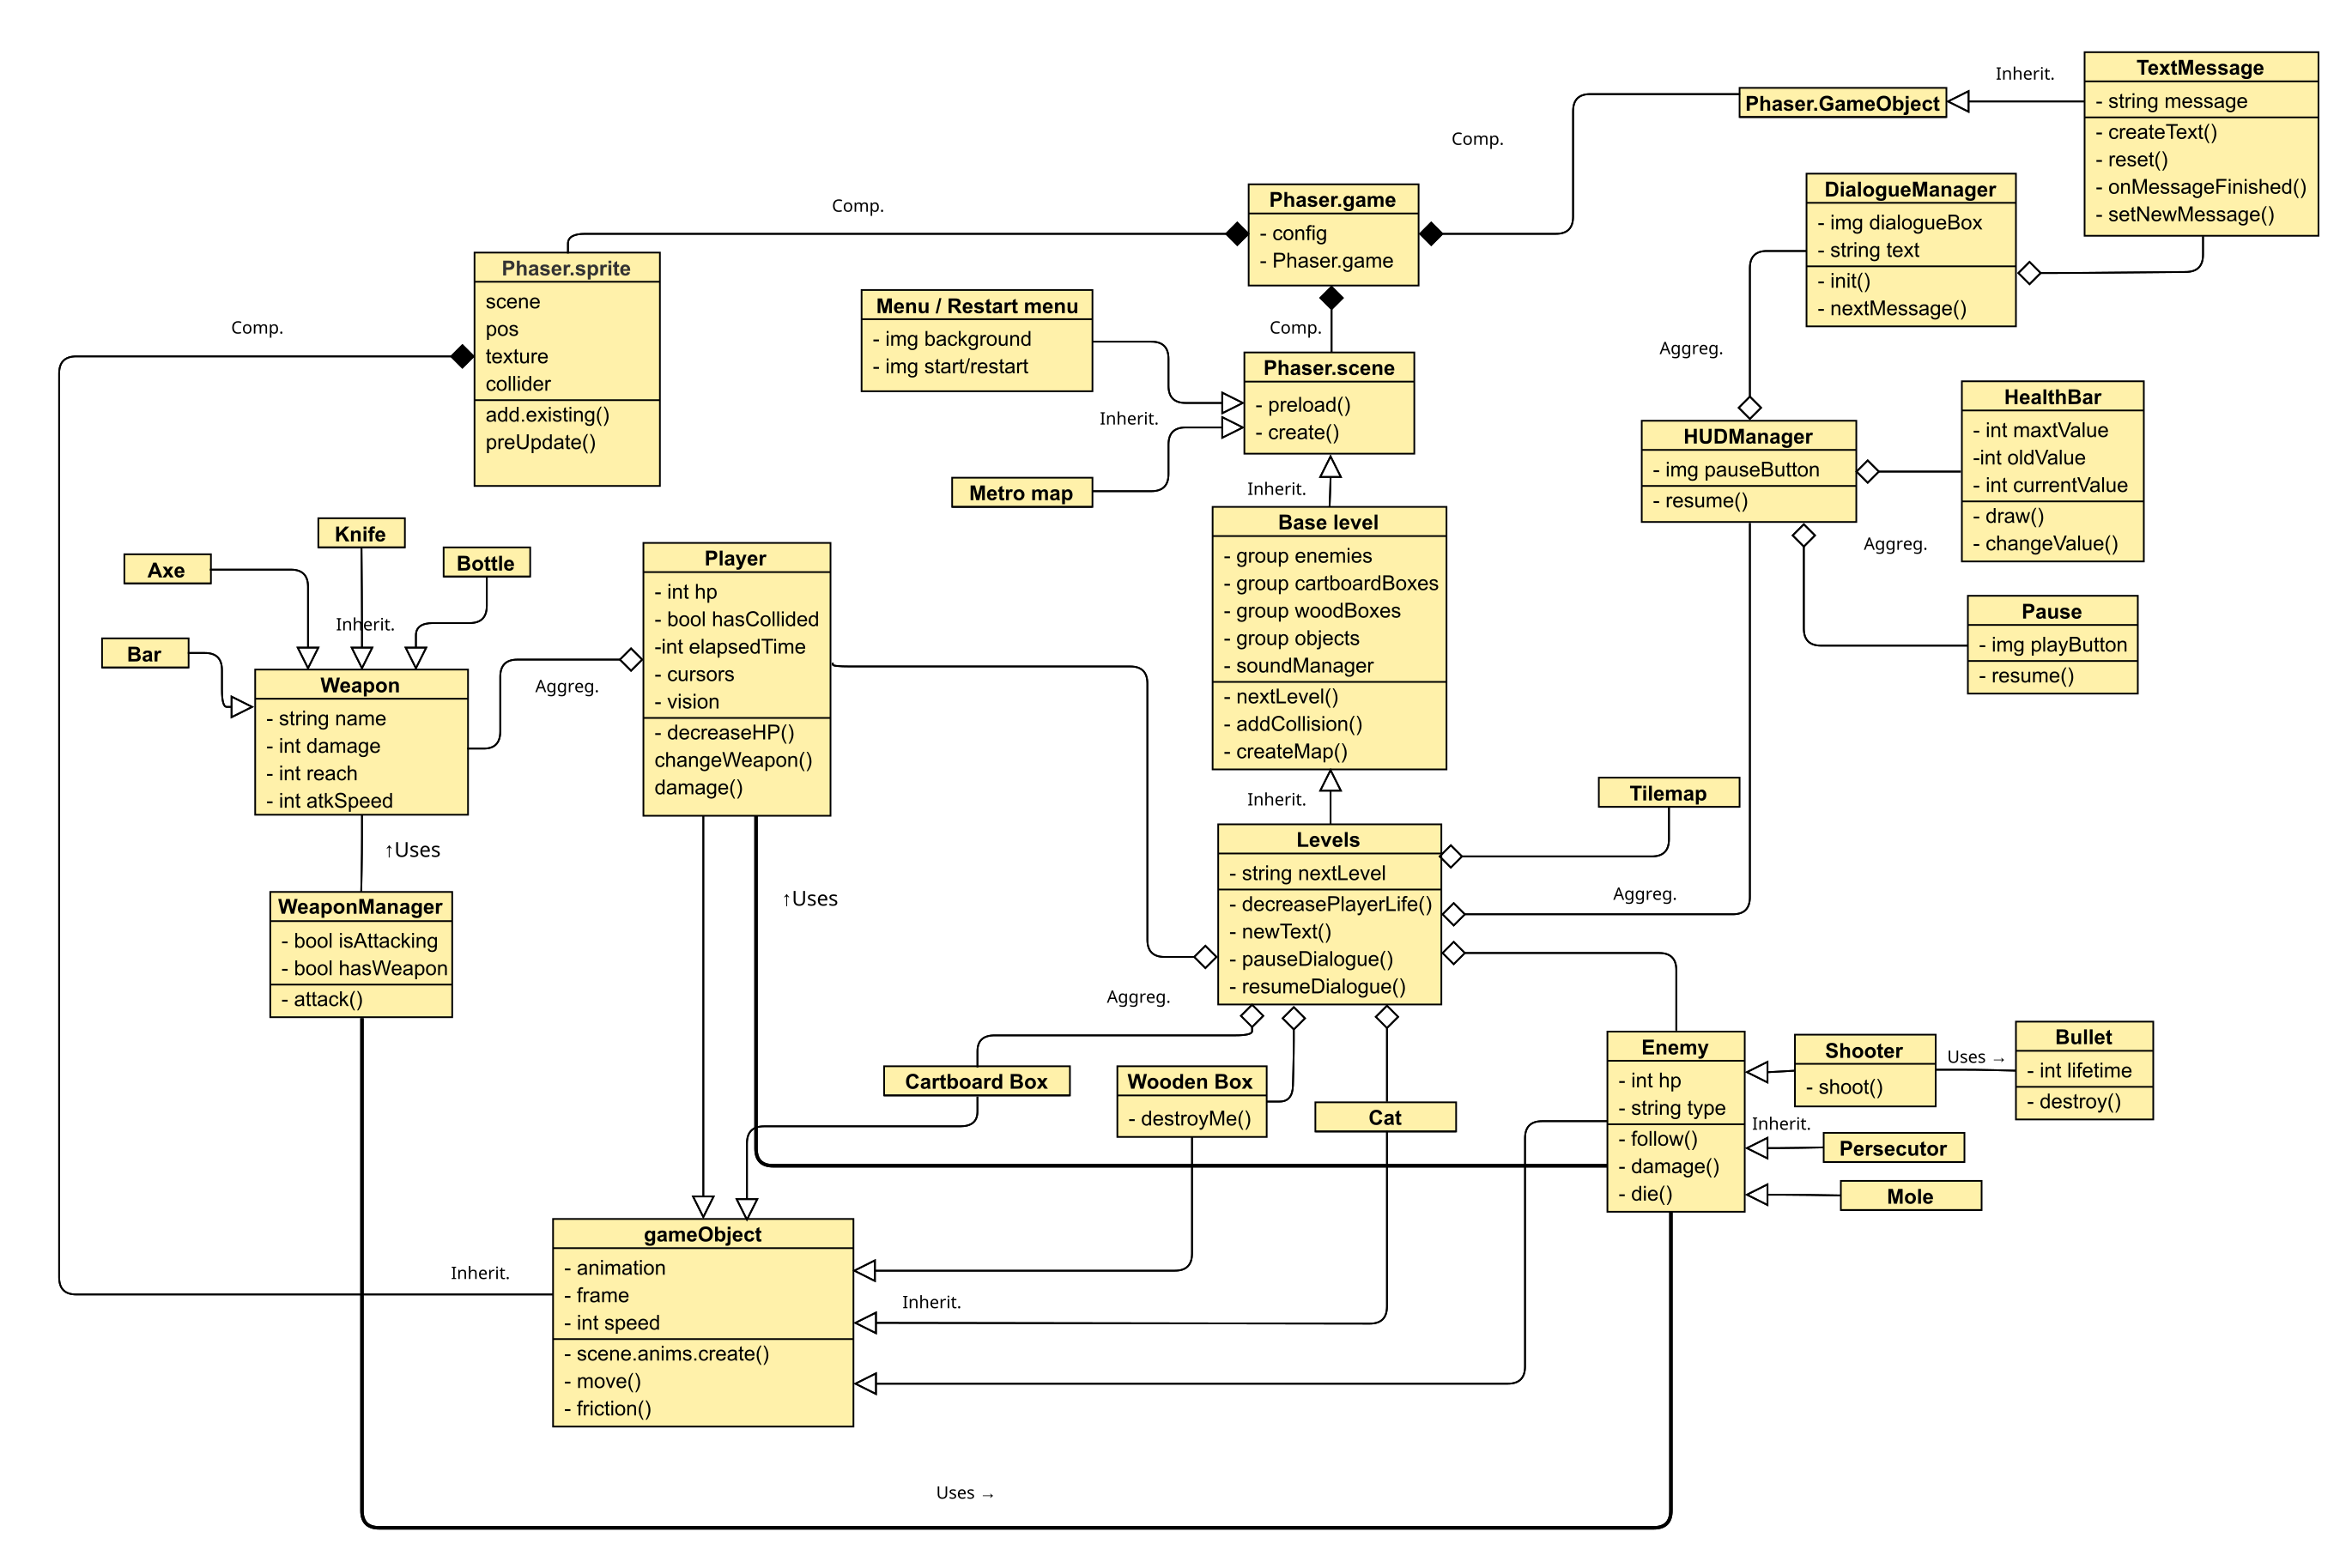 Inherit.
TextMessage
- string message
- createText()
- reset()
- onMessageFinished()
- setNewMessage()
Phaser.GameObject
Comp.
DialogueManager
- img dialogueBox
- string text
- init()
- nextMessage()
Phaser.game
- config
- Phaser.game
Comp.
Phaser.sprite
scene
pos
texture
collider
add.existing()
preUpdate()
Comp.
Menu / Restart menu
- img background
- img start/restart
Comp.
Phaser.scene
- preload()
- create()
Inherit.
Metro map
Inherit.
Aggreg.
HUDManager
- img pauseButton
- resume()
HealthBar
- int maxtValue
-int oldValue
- int currentValue
- draw()
- changeValue()
Aggreg.
Pause
- img playButton
- resume()
Base level
- group enemies
- group cartboardBoxes
- group woodBoxes
- group objects
- soundManager
- nextLevel()
- addCollision()
- createMap()
Knife
Axe
Bottle
Inherit.
Bar
Weapon
- string name
- int damage
- int reach
- int atkSpeed
Aggreg.
Player
- int hp
- bool hasCollided
-int elapsedTime
- cursors
- vision
- decreaseHP()
changeWeapon()
damage()
↑Uses
WeaponManager
- bool isAttacking
- bool hasWeapon
- attack()
↑Uses
Inherit.
Tilemap
Levels
- string nextLevel
- decreasePlayerLife()
- newText()
- pauseDialogue()
- resumeDialogue()
Aggreg.
Aggreg.
Cartboard Box
Wooden Box
- destroyMe()
Cat
Enemy
- int hp
- string type
- follow()
- damage()
- die()
Shooter
- shoot()
Uses →
Bullet
- int lifetime
- destroy()
Inherit.
Persecutor
Mole
gameObject
- animation
- frame
- int speed
- scene.anims.create()
- move()
- friction()
Inherit.
Inherit.
Uses →